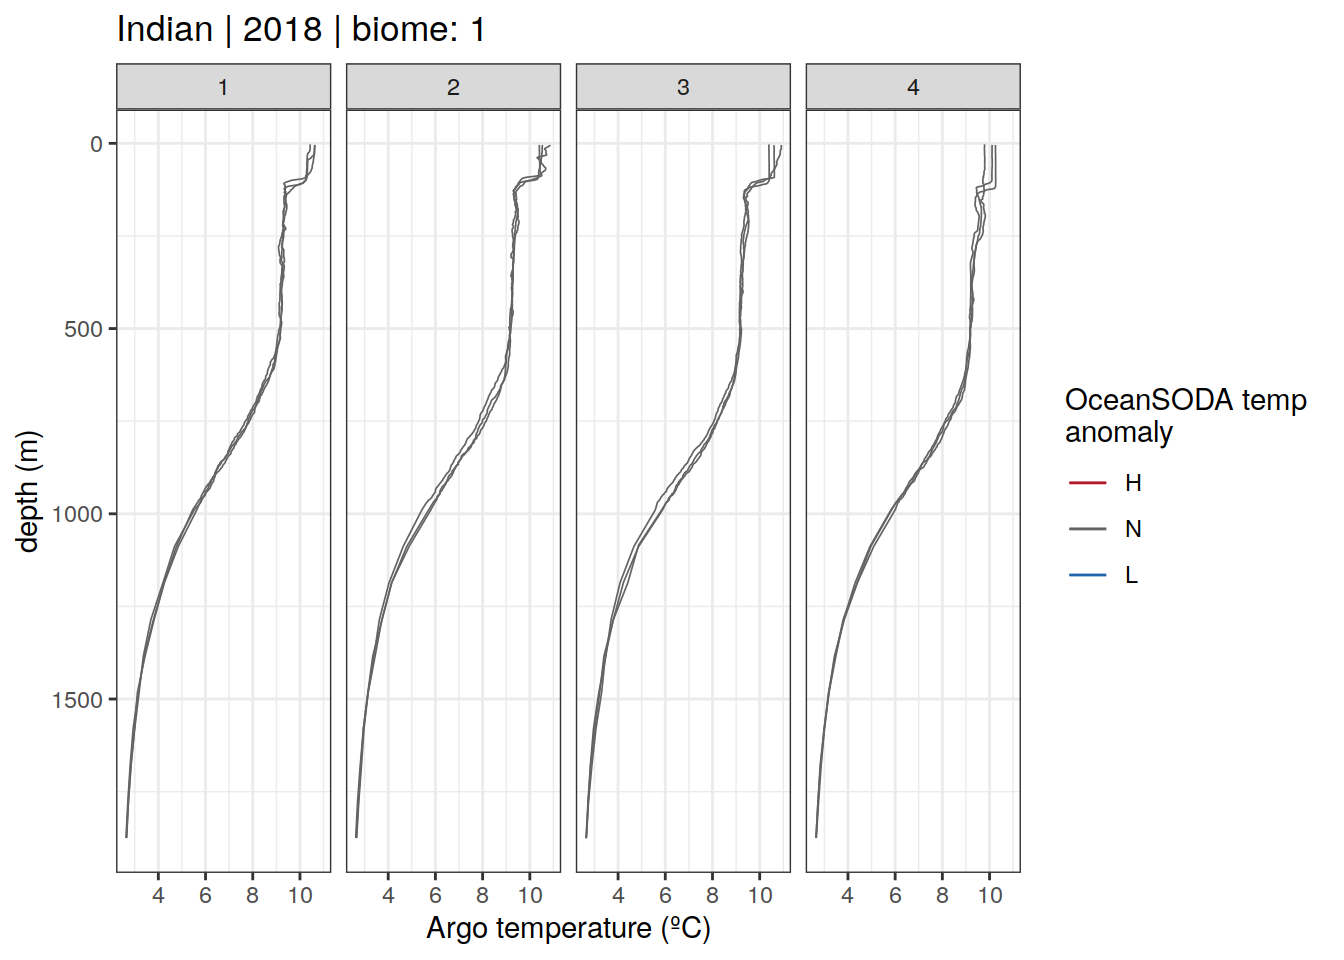 Indian | 2018 | biome: 1
1 2 3 4
0
500
1000
1500
depth (m)
4 6 8 10 4 6 8 10 4 6 8 10 4 6 8 10
Argo temperature (ºC)
OceanSODA temp
anomaly
H
N
L